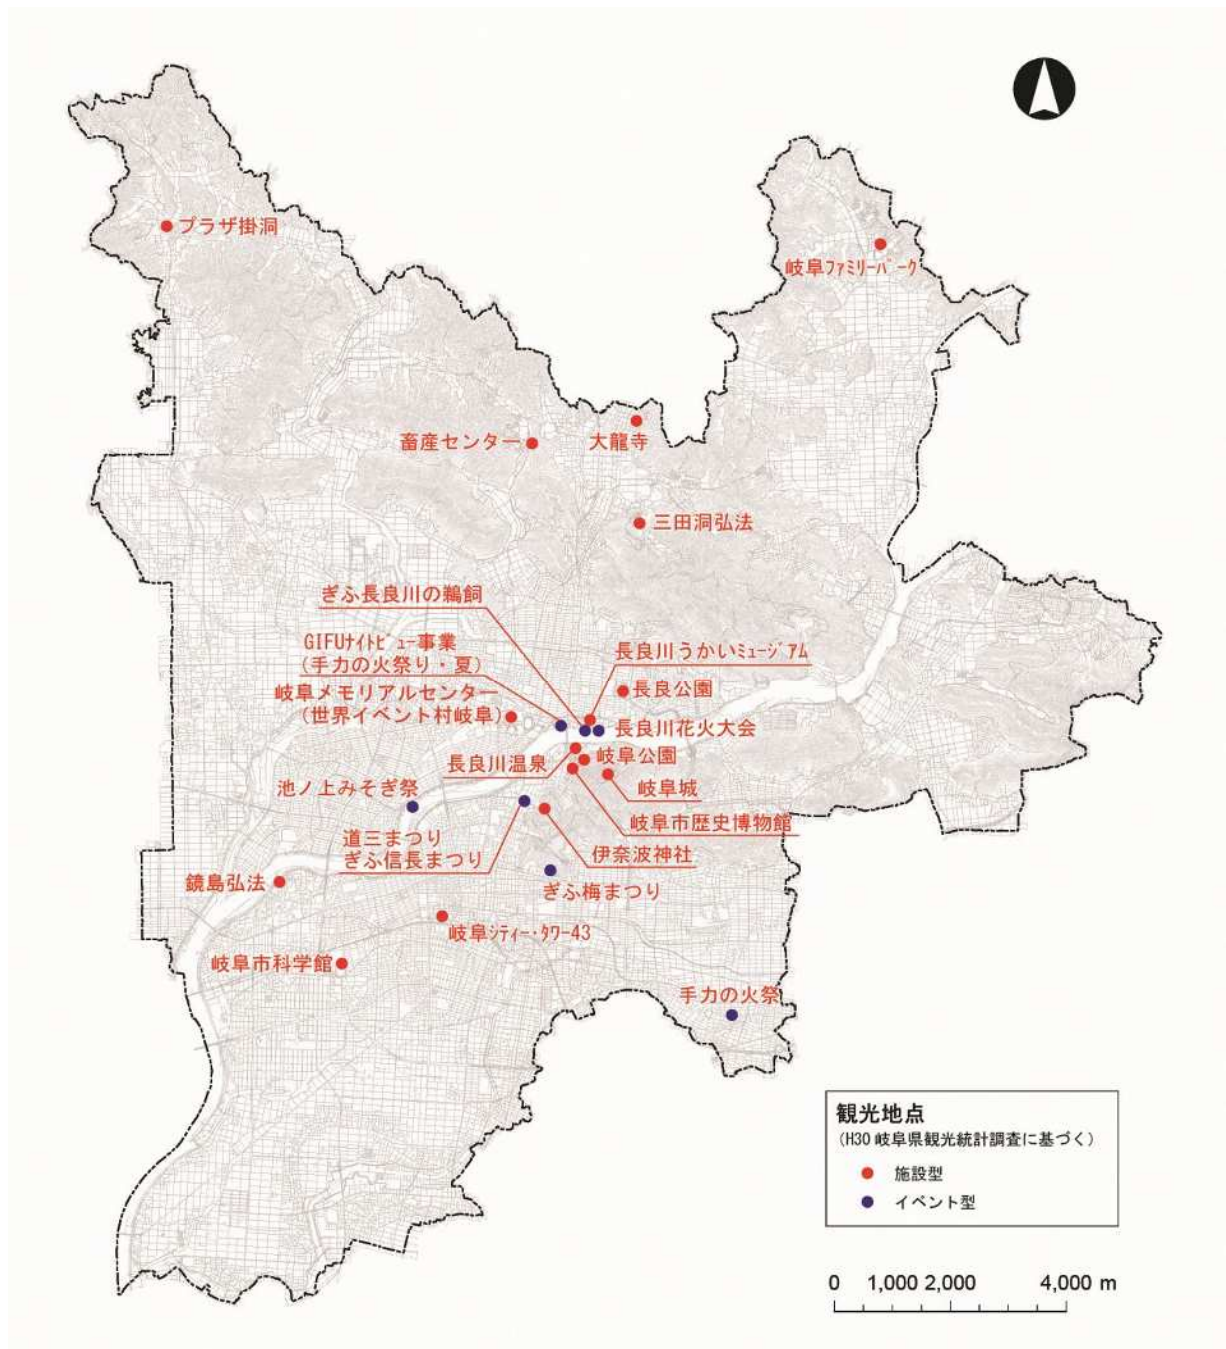 プラザ掛洞
岐阜ファミリーパーク
畜産センター
大龍寺
三田洞弘法
ぎふ長良川の鵜飼
GIFUナイトビュー事業
(手力の火祭り・夏)
長良川うかいミュージアム
岐阜メモリアルセンター
(世界イベント村岐阜)
長良公園
長良川花火大会
長良川温泉
岐阜公園
池ノ上みそぎ祭
岐阜城
岐阜市歴史博物館
道三まつり
ぎふ信長まつり
伊奈波神社
鏡島弘法
ぎふ梅まつり
岐阜シティー・タワー43
岐阜市科学館
手力の火祭
観光地点
(H30 岐阜県観光統計調査に基づく)
施設型
イベント型
0 1,000 2,000 4,000 m